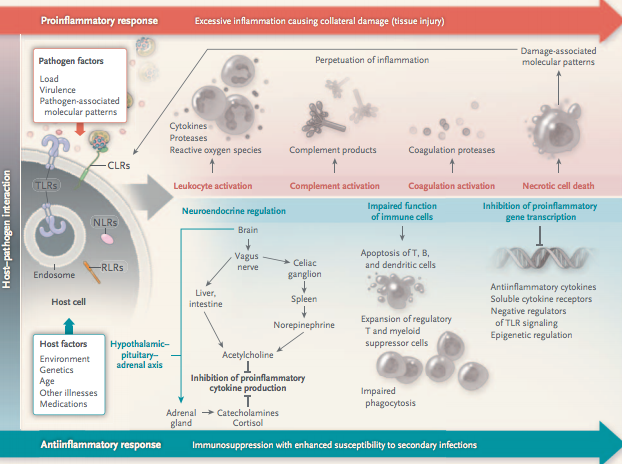 Proinflammatory response
Excessive inflammation causing collateral damage (tissue injury)
Host–pathogen interaction
Pathogen factors
Load
Virulence
Pathogen-associated
molecular patterns
CLRs
TLRs
NLRs
RLRs
Endosome
Host cell
Host factors
Environment
Genetics
Age
Other illnesses
Medications
Perpetuation of inflammation
Damage-associated
molecular patterns
Cytokines
Proteases
Reactive oxygen species
Complement products
Coagulation proteases
Leukocyte activation
Complement activation
Coagulation activation
Necrotic cell death
Neuroendocrine regulation
Brain
Vagus
nerve
Celiac
ganglion
Liver,
intestine
Spleen
Norepinephrine
Hypothalamic–
pituitary–
adrenal axis
Acetylcholine
Inhibition of proinflammatory
cytokine production
Adrenal
gland
Catecholamines
Cortisol
Impaired function
of immune cells
Apoptosis of T, B,
and dendritic cells
Expansion of regulatory
T and myeloid
suppressor cells
Impaired
phagocytosis
Inhibition of proinflammatory
gene transcription
Antiinflammatory cytokines
Soluble cytokine receptors
Negative regulators
of TLR signaling
Epigenetic regulation
Antiinflammatory response
Immunosuppression with enhanced susceptibility to secondary infections